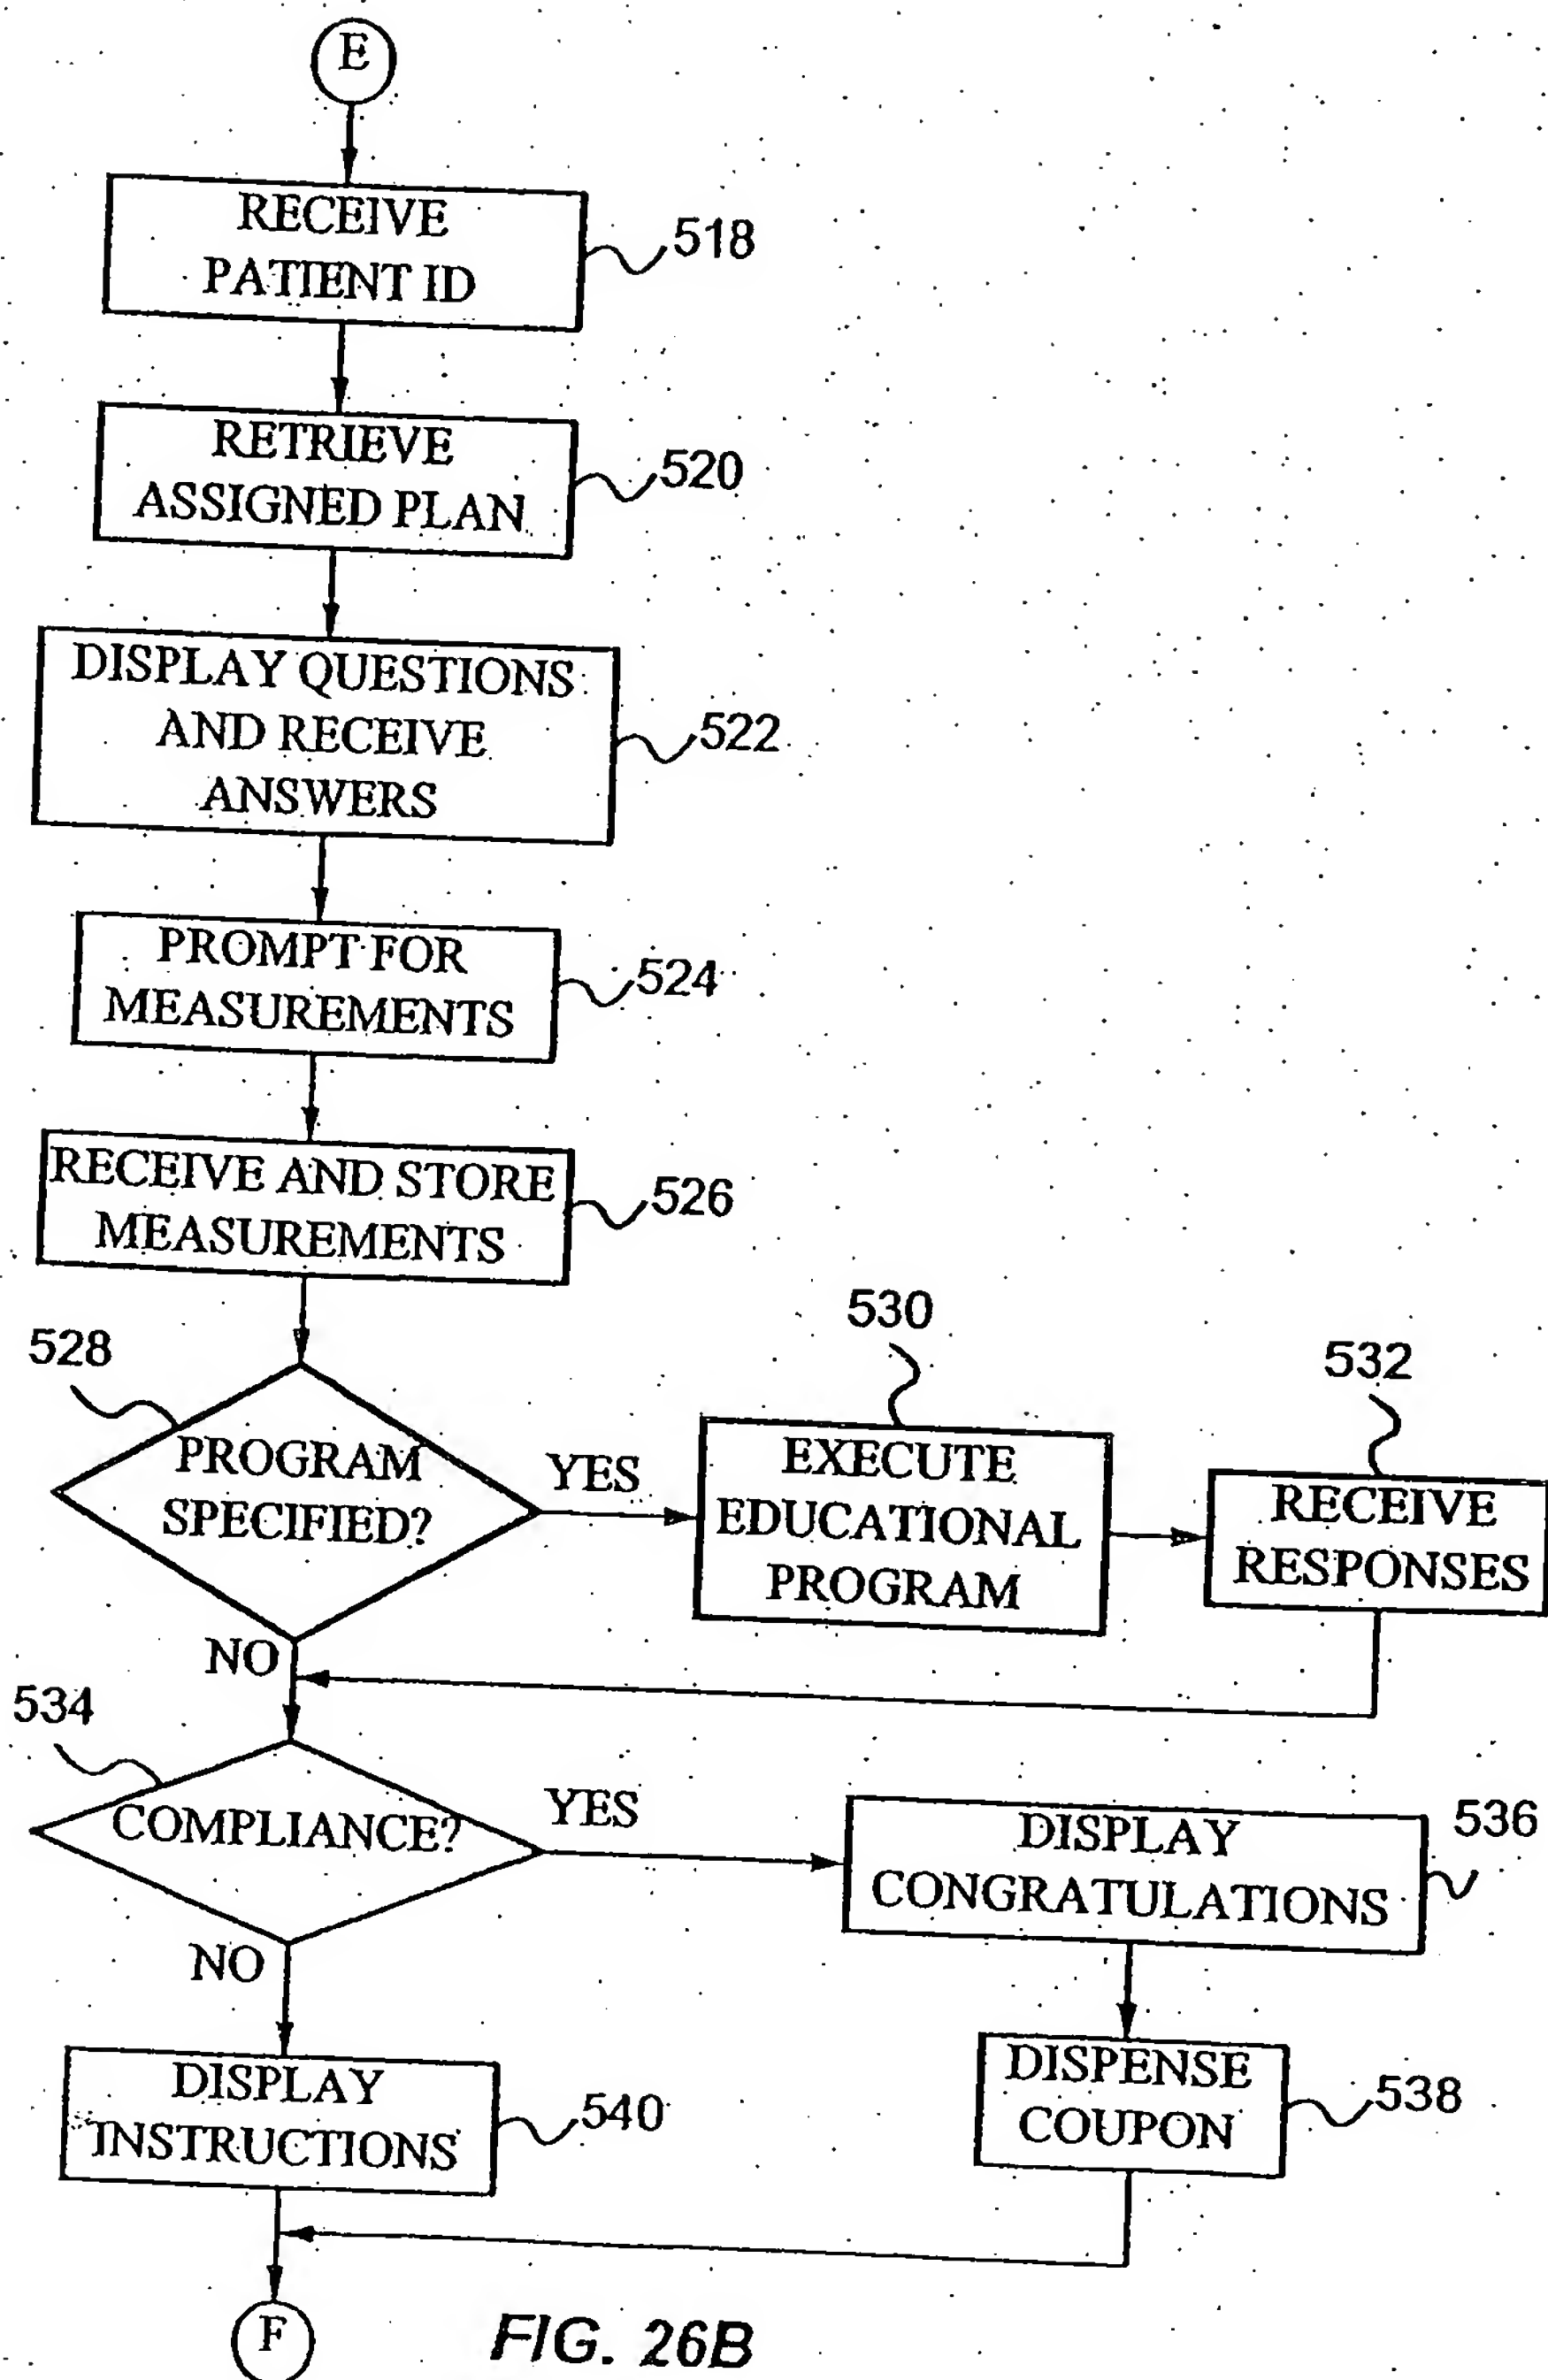 E
RECEIVE
PATIENT ID
518
RETRIEVE
ASSIGNED PLAN
520
DISPLAY QUESTIONS
AND RECEIVE
ANSWERS
522
PROMPT FOR
MEASUREMENTS
524
RECEIVE AND STORE
MEASUREMENTS
526
528
PROGRAM
SPECIFIED?
YES
NO
530
EXECUTE
EDUCATIONAL
PROGRAM
532
RECEIVE
RESPONSES
534
COMPLIANCE?
YES
NO
536
DISPLAY
CONGRATULATIONS
DISPENSE
COUPON
538
DISPLAY
INSTRUCTIONS
540
F
FIG. 26B